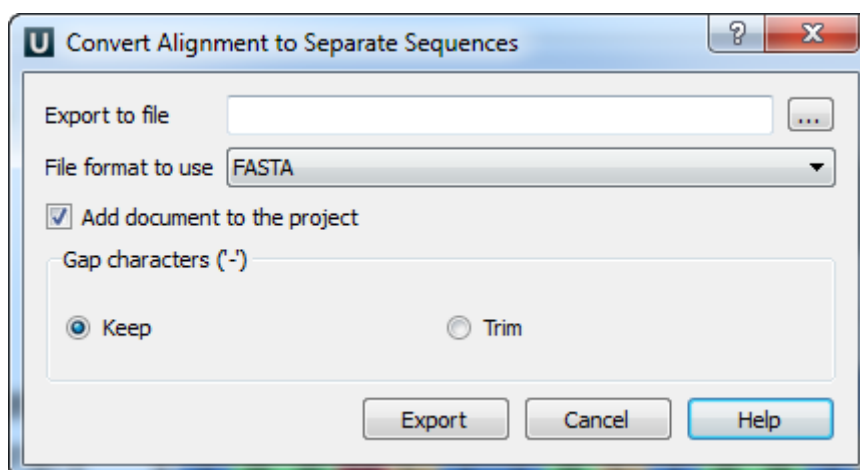 U Convert Alignment to Separate Sequences ? x
Export to file ...
File format to use FASTA
Add document to the project
Gap characters ('-')
Keep Trim
Export Cancel Help